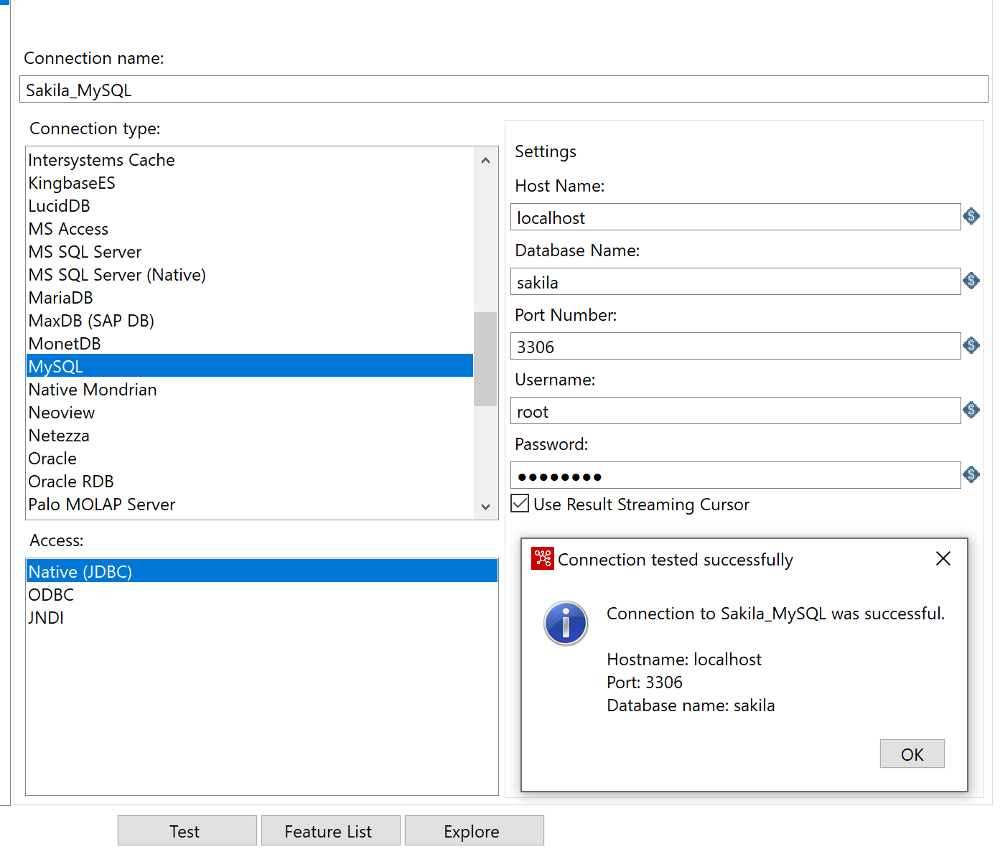 Connection name:
Sakila_MySQL
Connection type:
Intersystems Cache
KingbaseES
LucidDB
MS Access
MS SQL Server
MS SQL Server (Native)
MariaDB
MaxDB (SAP DB)
MonetDB
MySQL
Native Mondrian
Neoview
Netezza
Oracle
Oracle RDB
Palo MOLAP Server
Access:
Native (JDBC)
ODBC
JNDI
Settings
Host Name:
localhost
Database Name:
sakila
Port Number:
3306
Username:
root
Password:
●●●●●●●●
Use Result Streaming Cursor
Connection tested successfully
Connection to Sakila_MySQL was successful.
Hostname: localhost
Port: 3306
Database name: sakila
OK
Test
Feature List
Explore